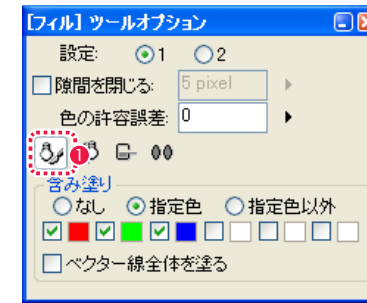 [フィル] ツールオプション
設定: 1 2
隙間を閉じる: 5 pixel
色の許容誤差: 0
1
含み塗り
なし 指定色 指定色以外
ベクター線全体を塗る